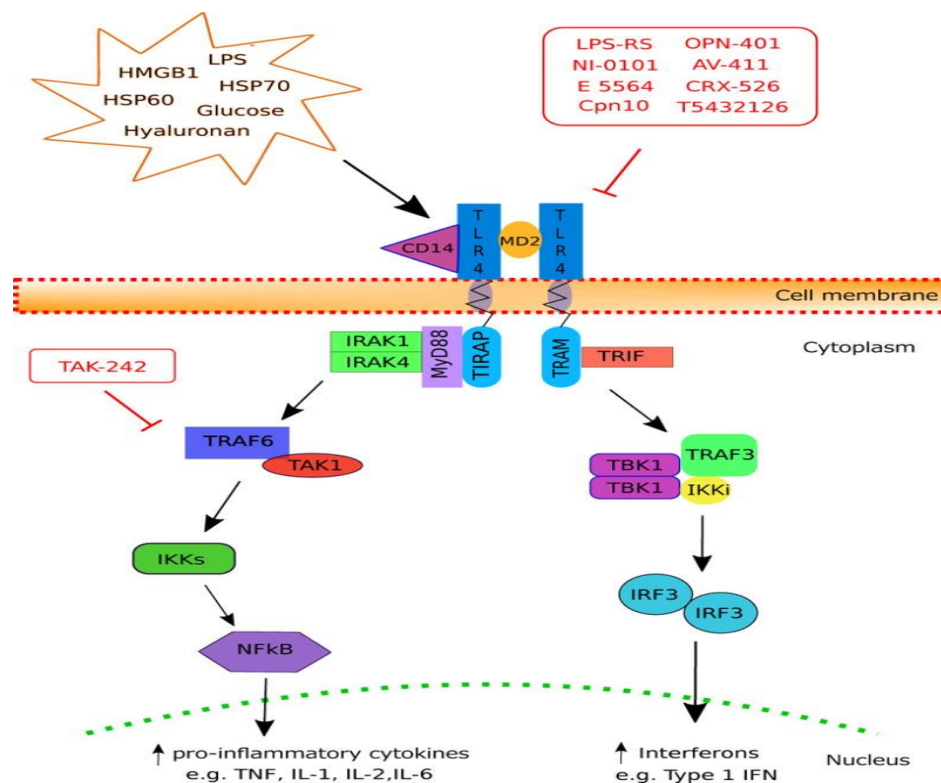 LPS
HMGB1
HSP70
HSP60
Glucose
Hyaluronan
LPS-RS OPN-401
NI-0101 AV-411
E 5564 CRX-526
Cpn10 T5432126
TLR4
TLR4
MD2
CD14
Cell membrane
Cytoplasm
IRAK1
IRAK4
MyD88
TIRAP
TRAM
TRIF
TAK-242
TRAF6
TAK1
TRAF3
TBK1
TBK1
IKKi
IKKs
IRF3
IRF3
NFkB
↑ pro-inflammatory cytokines
e.g. TNF, IL-1, IL-2,IL-6
↑ Interferons
e.g. Type 1 IFN
Nucleus